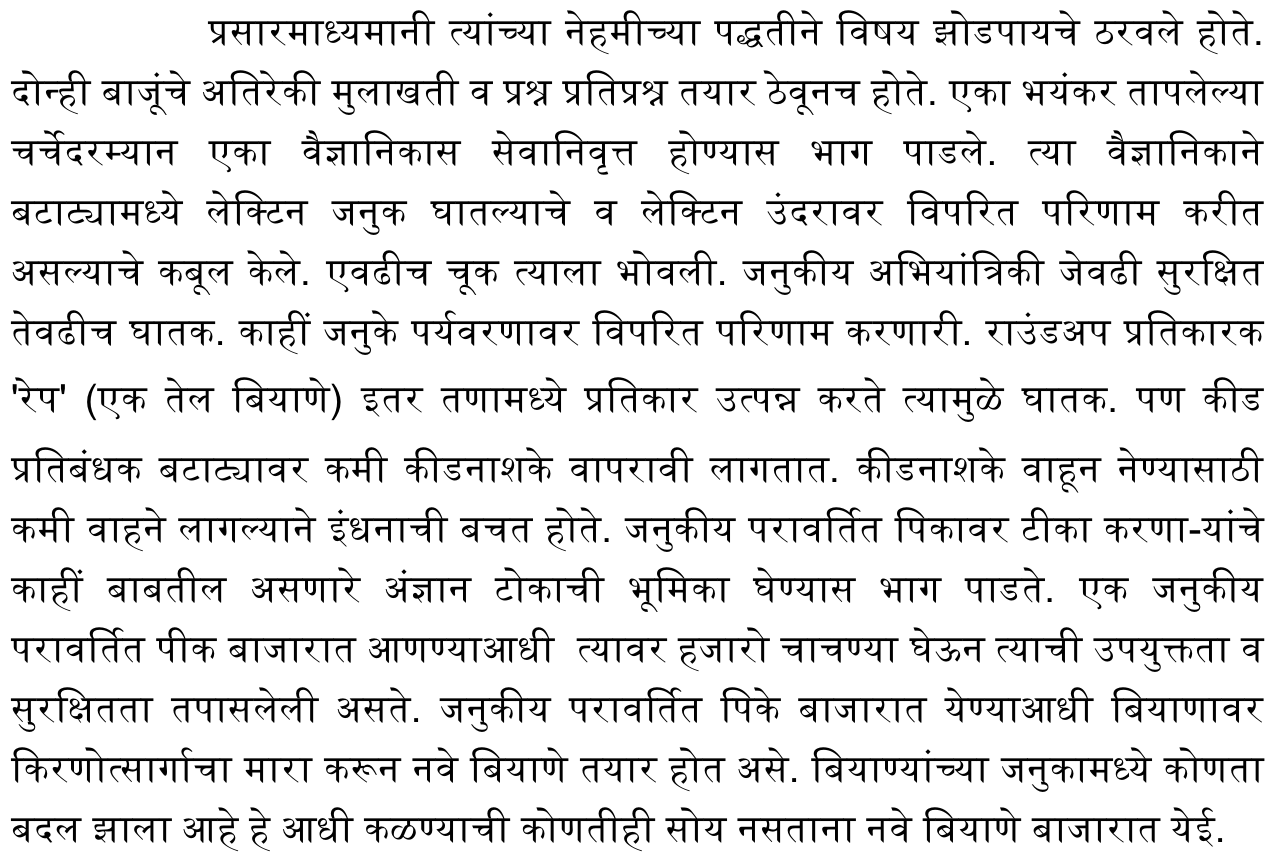 प्रसारमाध्यमानी त्यांच्या नेहमीच्या पद्धतीने विषय झोडपायचे ठरवले होते.
दोन्ही बाजूंचे अतिरेकी मुलाखती व प्रश्न प्रतिप्रश्न तयार ठेवूनच होते. एका भयंकर तापलेल्या
चर्चेदरम्यान एका वैज्ञानिकास सेवानिवृत्त होण्यास भाग पाडले. त्या वैज्ञानिकाने
बटाट्यामध्ये लेक्टिन जनुक घातल्याचे व लेक्टिन उंदरावर विपरित परिणाम करीत
असल्याचे कबूल केले. एवढीच चूक त्याला भोवली. जनुकीय अभियांत्रिकी जेवढी सुरक्षित
तेवढीच घातक. काहीं जनुके पर्यवरणावर विपरित परिणाम करणारी. राउंडअप प्रतिकारक
'रेप' (एक तेल बियाणे) इतर तणामध्ये प्रतिकार उत्पन्न करते त्यामुळे घातक. पण कीड
प्रतिबंधक बटाट्यावर कमी कीडनाशके वापरावी लागतात. कीडनाशके वाहून नेण्यासाठी
कमी वाहने लागल्याने इंधनाची बचत होते. जनुकीय परावर्तित पिकावर टीका करणा-यांचे
काहीं बाबतील असणारे अंज्ञान टोकाची भूमिका घेण्यास भाग पाडते. एक जनुकीय
परावर्तित पीक बाजारात आणण्याआधी त्यावर हजारो चाचण्या घेऊन त्याची उपयुक्तता व
सुरक्षितता तपासलेली असते. जनुकीय परावर्तित पिके बाजारात येण्याआधी बियाणावर
किरणोत्सार्गाचा मारा करून नवे बियाणे तयार होत असे. बियाण्यांच्या जनुकामध्ये कोणता
बदल झाला आहे हे आधी कळण्याची कोणतीही सोय नसताना नवे बियाणे बाजारात येई.